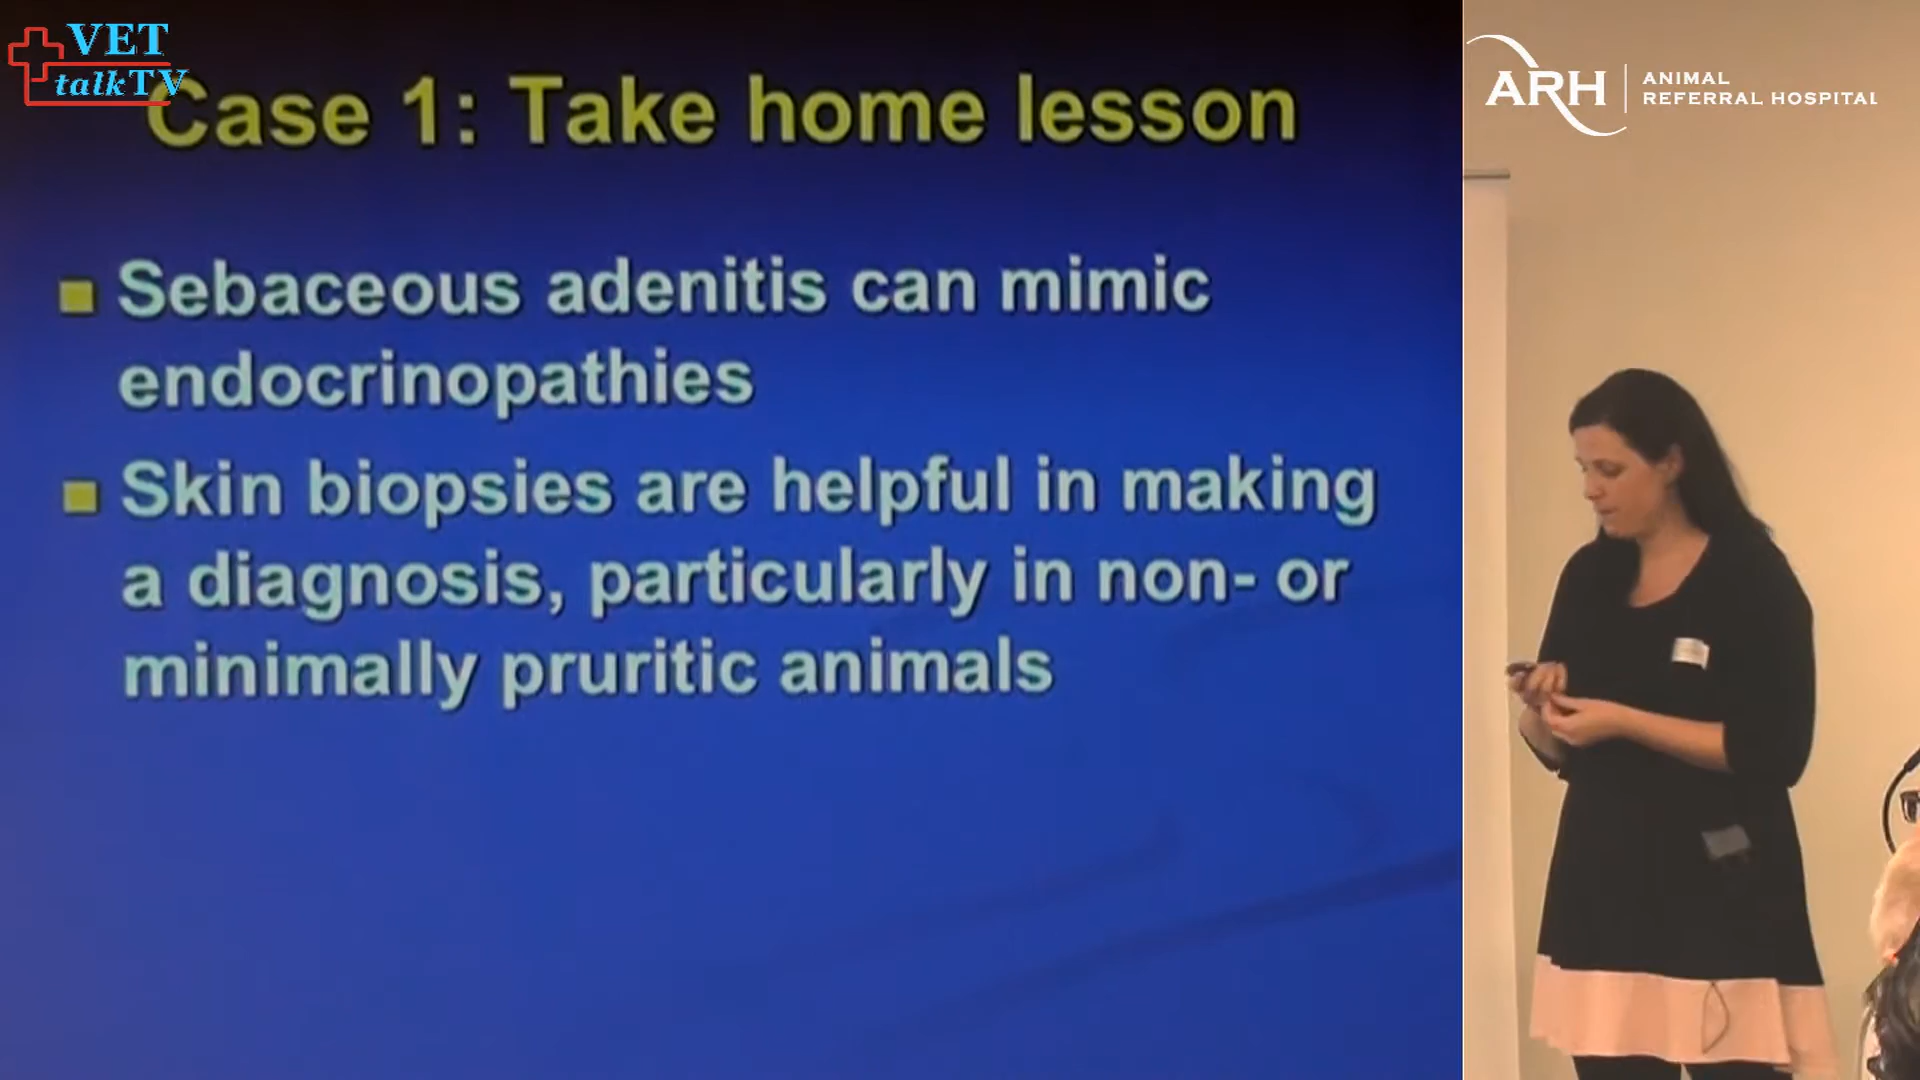 VET
talkTV
Case 1: Take home lesson
Sebaceous adenitis can mimic
endocrinopathies
Skin biopsies are helpful in making
a diagnosis, particularly in non- or
minimally pruritic animals
ARH
ANIMAL
REFERRAL HOSPITAL